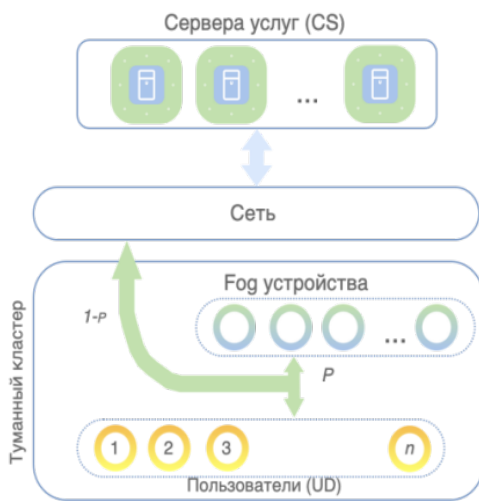 Сервера услуг (CS)
...
Сеть
Fog устройства
...
1-P
P
Туманный кластер
1 2 3 n
Пользователи (UD)